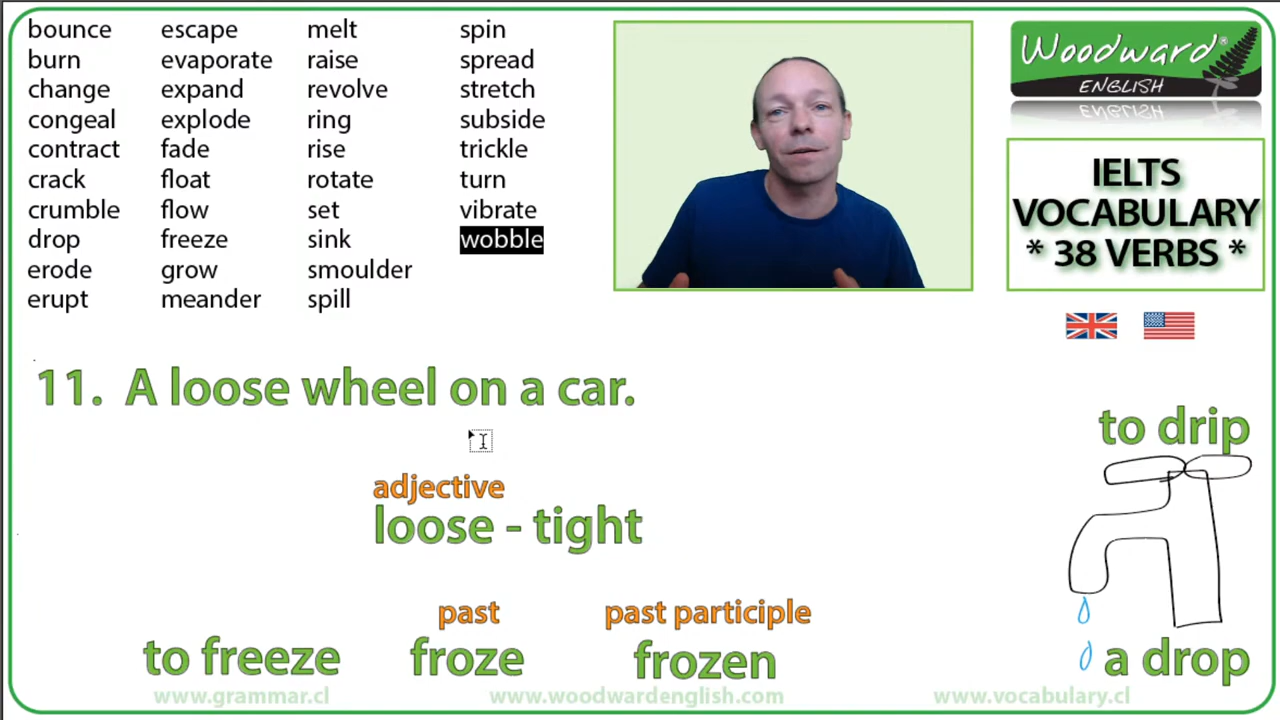 bounce escape melt spin
burn evaporate raise spread
change expand revolve stretch
congeal explode ring subside
contract fade rise trickle
crack float rotate turn
crumble flow set vibrate
drop freeze sink wobble
erode grow smoulder
erupt meander spill
Woodward®
ENGLISH
ENGLISH
IELTS
VOCABULARY
* 38 VERBS *
11. A loose wheel on a car.
to drip
adjective
loose - tight
past past participle
to freeze froze frozen
a drop
www.grammar.cl www.woodwardenglish.com www.vocabulary.cl